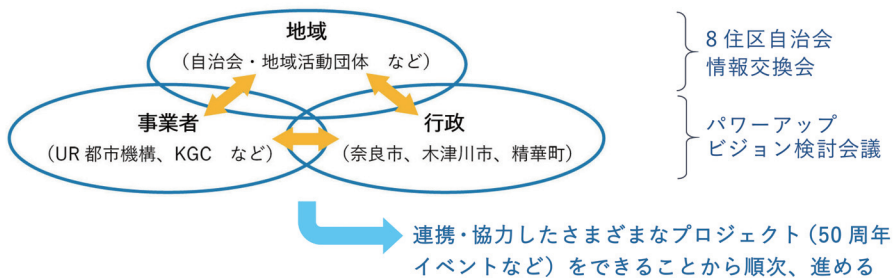 地域
（自治会・地域活動団体　など）
8 住区自治会
情報交換会
事業者
（UR 都市機構、KGC　など）
行政
（奈良市、木津川市、精華町）
パワーアップ
ビジョン検討会議
連携・協力したさまざまなプロジェクト（50 周年
イベントなど）をできることから順次、進める